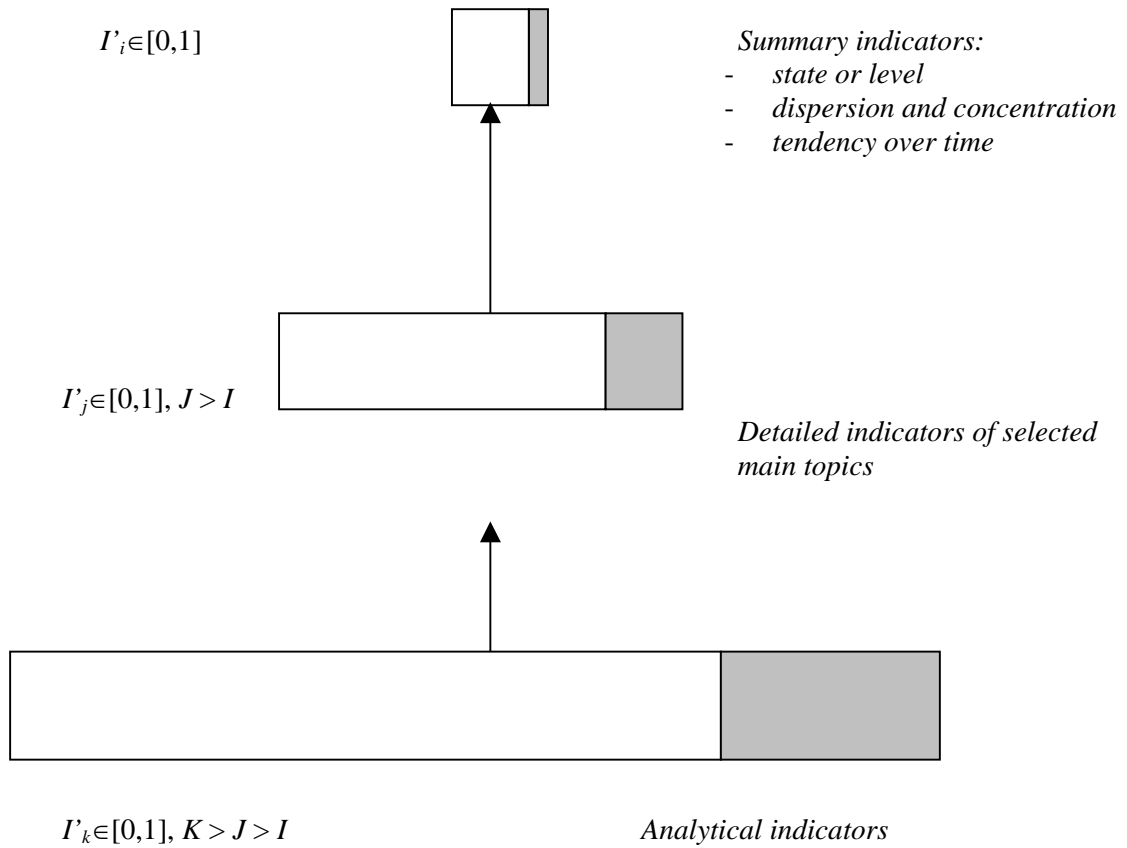 I’i∈[0,1]
Summary indicators:
- state or level
- dispersion and concentration
- tendency over time
I’j∈[0,1], J > I
Detailed indicators of selected
main topics
I’k∈[0,1], K > J > I
Analytical indicators